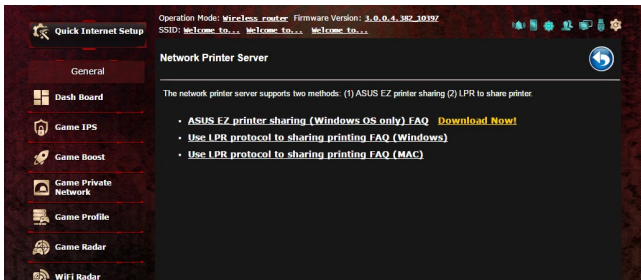 Quick Internet Setup
Operation Mode: Wireless router Firmware Version: 3.0.0.4.382_10397
SSID: Welcome to... Welcome to... Welcome to...
General
Dash Board
Game IPS
Game Boost
Game Private
Network
Game Profile
Game Radar
WiFi Radar
Network Printer Server
The network printer server supports two methods: (1) ASUS EZ printer sharing (2) LPR to share printer.
• ASUS EZ printer sharing (Windows OS only) FAQ Download Now!
• Use LPR protocol to sharing printing FAQ (Windows)
• Use LPR protocol to sharing printing FAQ (MAC)